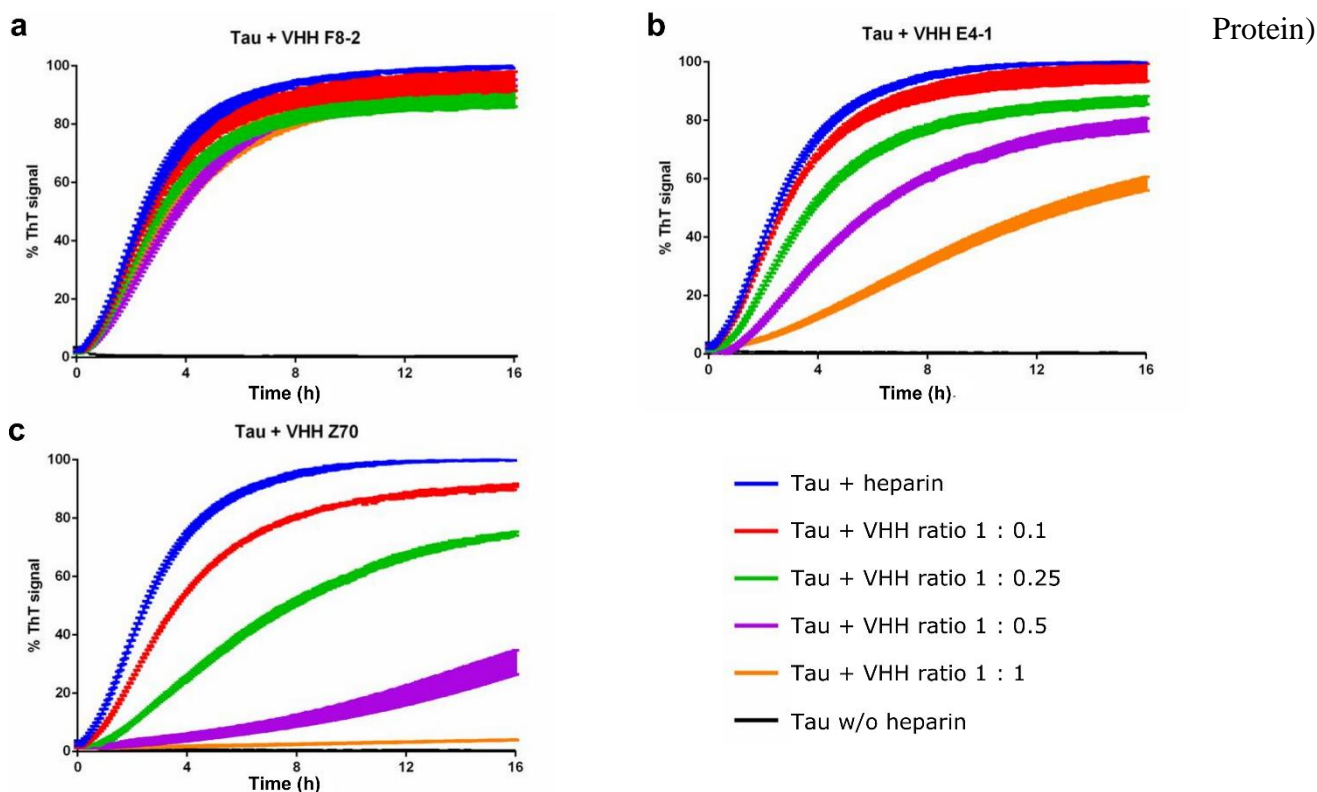 a
Tau + VHH F8-2
100
80
60
40
20
0
% ThT signal
0 4 8 12 16
Time (h)
b
Tau + VHH E4-1
100
80
60
40
20
0
% ThT signal
0 4 8 12 16
Time (h)
Protein)
c
Tau + VHH Z70
100
80
60
40
20
0
% ThT signal
0 4 8 12 16
Time (h)
Tau + heparin
Tau + VHH ratio 1 : 0.1
Tau + VHH ratio 1 : 0.25
Tau + VHH ratio 1 : 0.5
Tau + VHH ratio 1 : 1
Tau w/o heparin